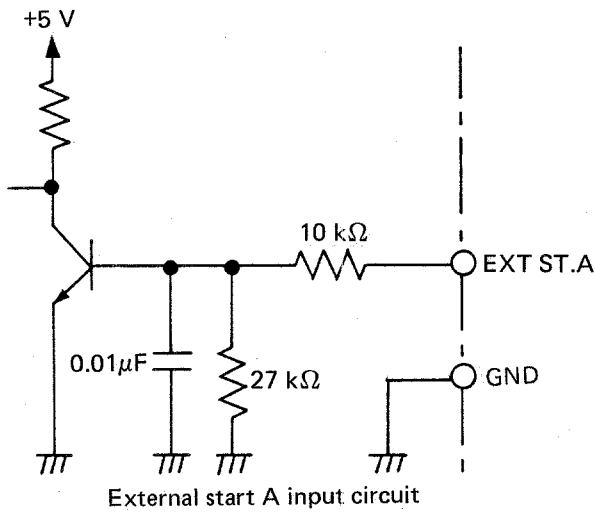 +5 V
10 kΩ
EXT ST.A
0.01μF
27 kΩ
GND
External start A input circuit